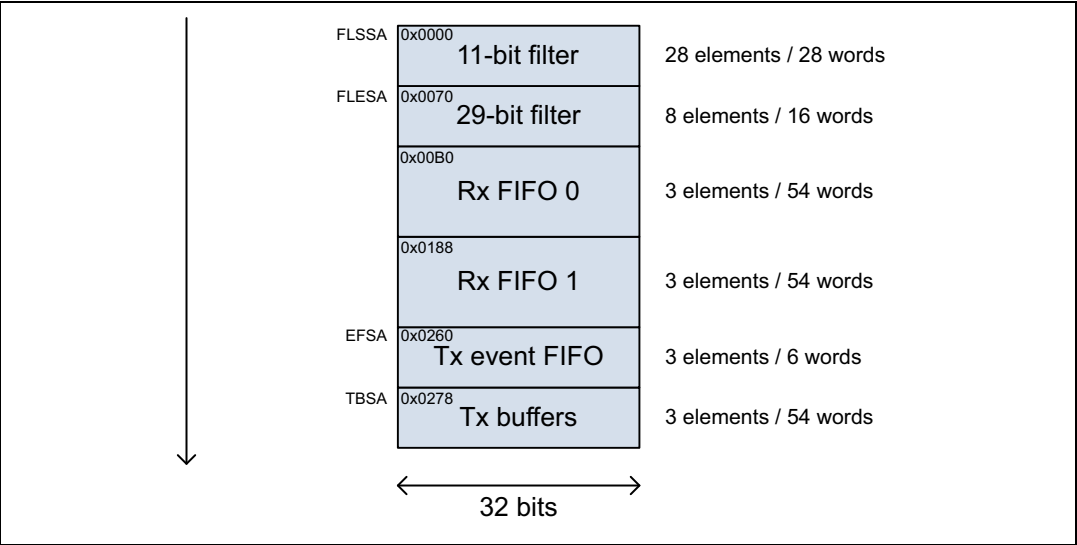 FLSSA 0x0000
11-bit filter 28 elements / 28 words
FLESA 0x0070
29-bit filter 8 elements / 16 words
0x00B0
Rx FIFO 0 3 elements / 54 words
0x0188
Rx FIFO 1 3 elements / 54 words
EFSA 0x0260
Tx event FIFO 3 elements / 6 words
TBSA 0x0278
Tx buffers 3 elements / 54 words
32 bits